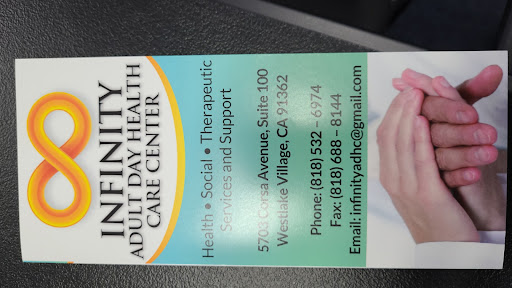 INFINITY
ADULT DAY HEALTH
CARE CENTER
Health • Social • Therapeutic
Services and Support
5703 Corsa Avenue, Suite 100
Westlake Village, CA 91362
Phone: (818) 532 - 6974
Fax: (818) 688 – 8144
Email: infinityadhc@gmail.com